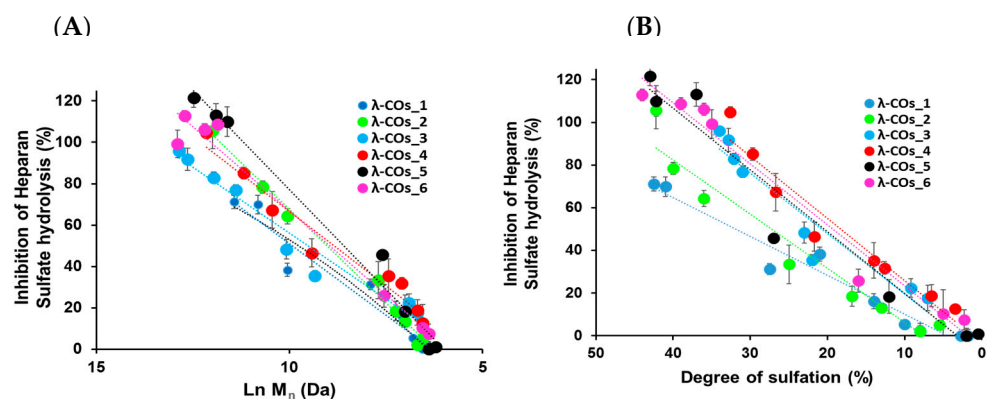 (A)
(B)
Inhibition of Heparan
Sulfate hydrolysis (%)
120
100
80
60
40
20
0
15
10
5
Ln Mn (Da)
λ-COs_1
λ-COs_2
λ-COs_3
λ-COs_4
λ-COs_5
λ-COs_6
Inhibition of Heparan
Sulfate hydrolysis (%)
120
100
80
60
40
20
0
50
40
30
20
10
0
Degree of sulfation (%)
λ-COs_1
λ-COs_2
λ-COs_3
λ-COs_4
λ-COs_5
λ-COs_6